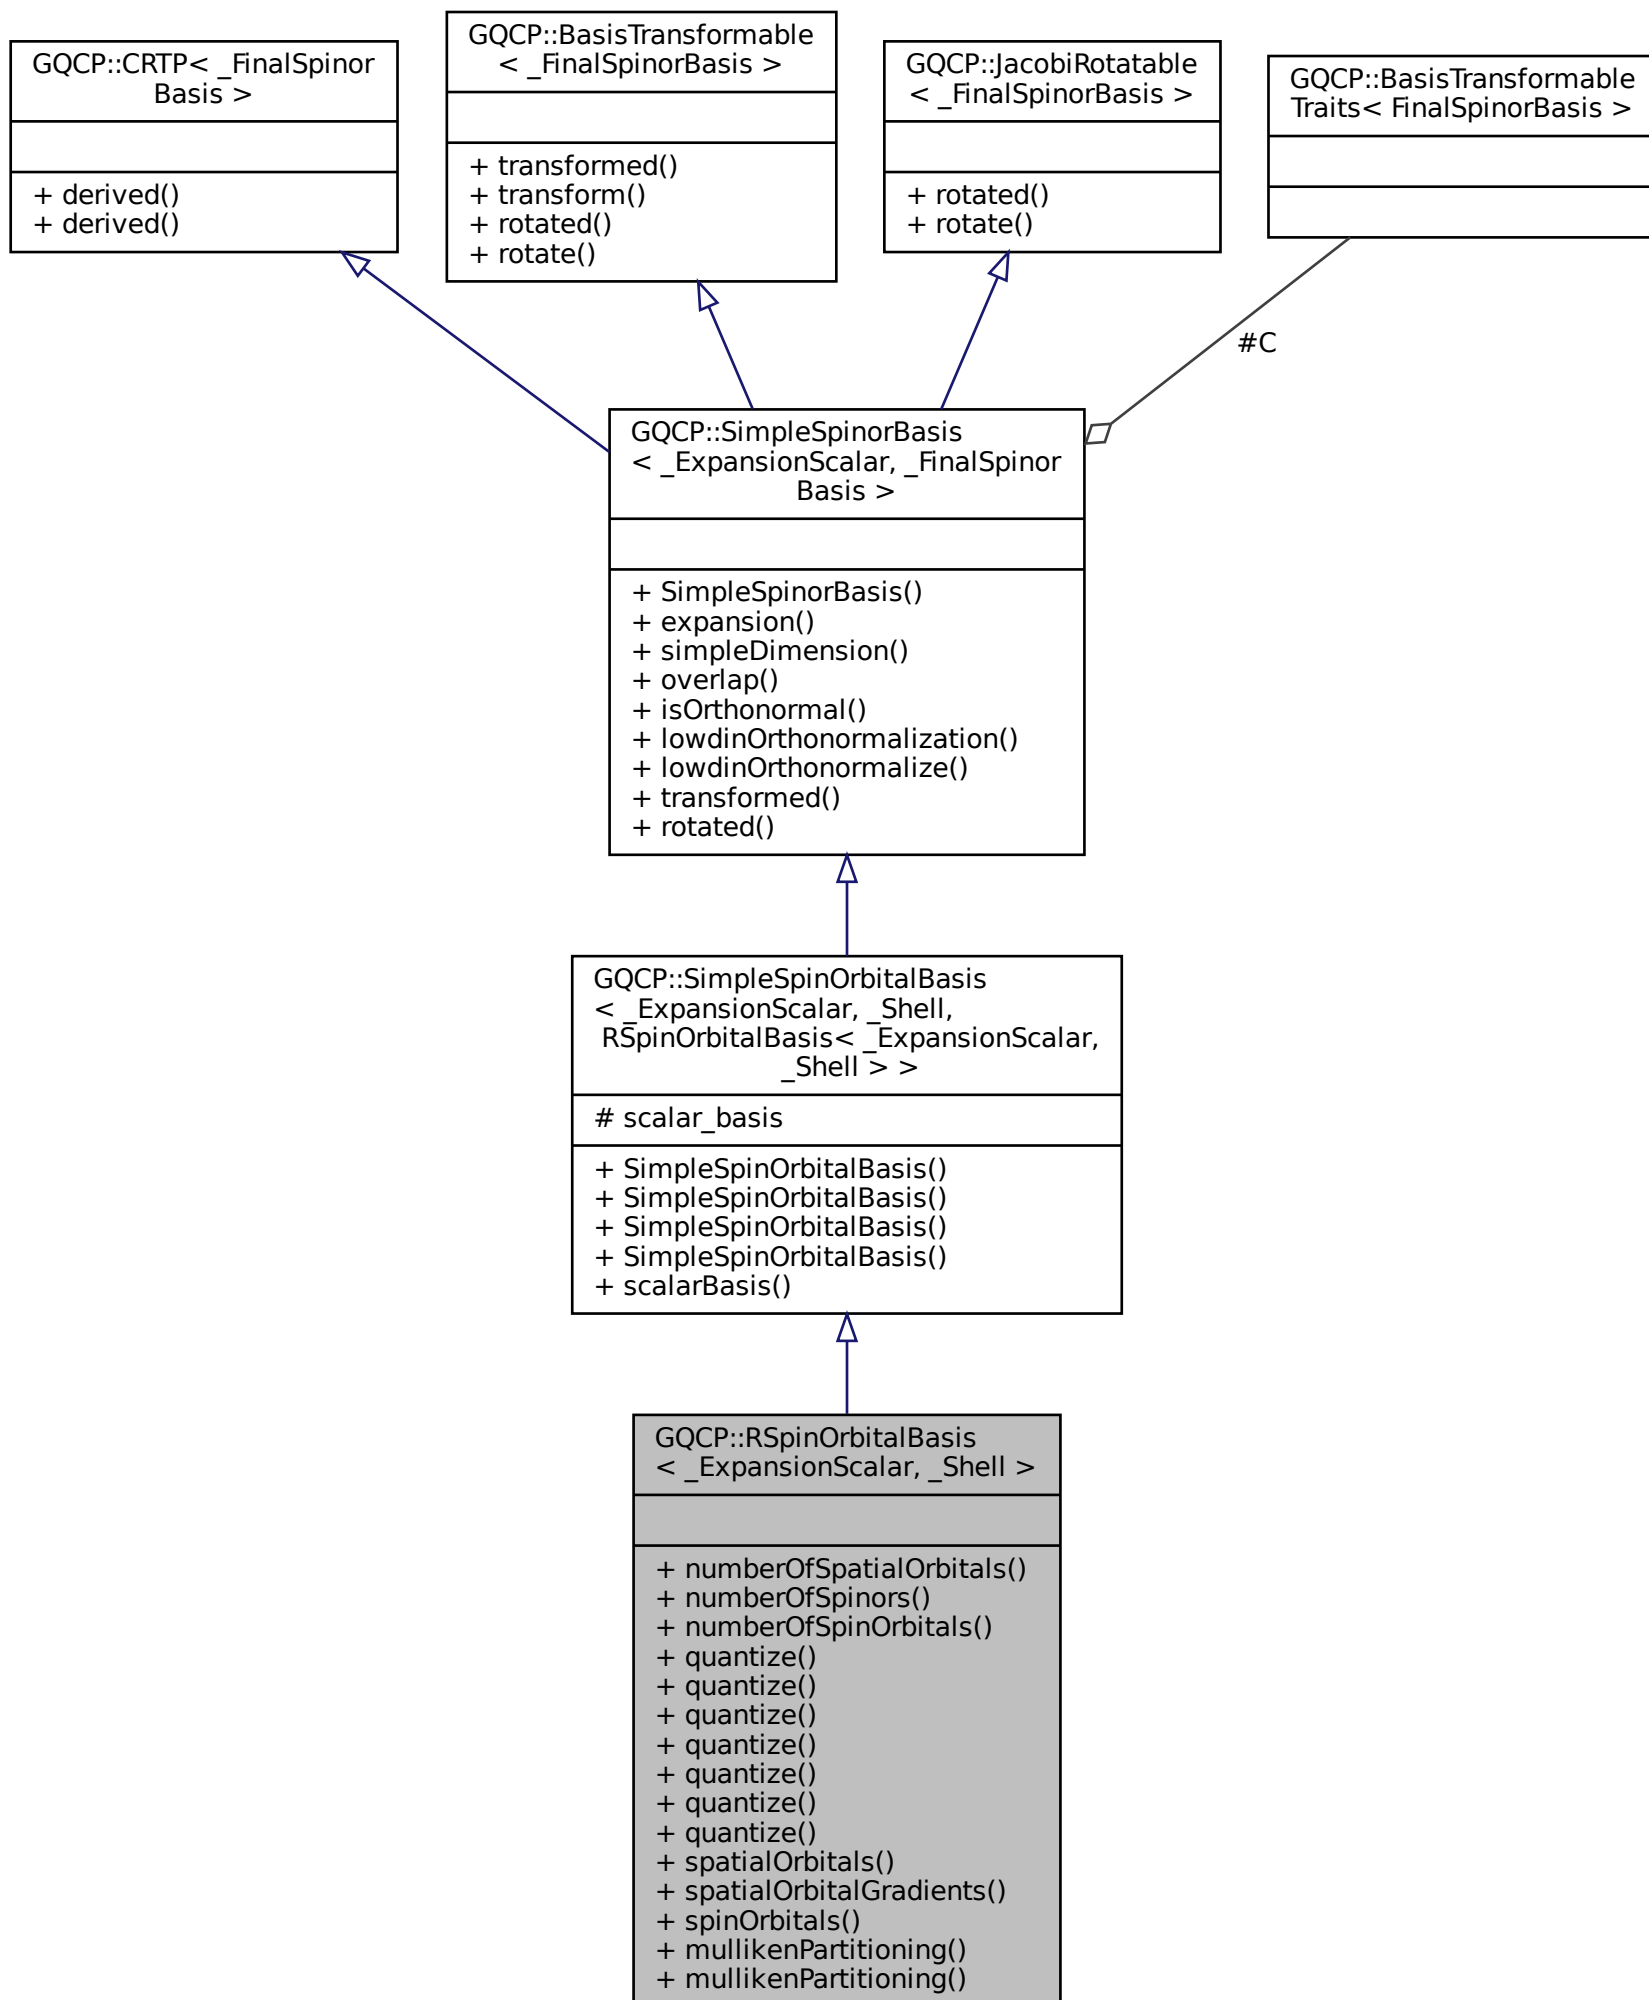 GQCP::CRTP< _FinalSpinor
Basis >
+ derived()
+ derived()
GQCP::BasisTransformable
< _FinalSpinorBasis >
+ transformed()
+ transform()
+ rotated()
+ rotate()
GQCP::JacobiRotatable
< _FinalSpinorBasis >
+ rotated()
+ rotate()
GQCP::BasisTransformable
Traits< FinalSpinorBasis >
#C
GQCP::SimpleSpinorBasis
< _ExpansionScalar, _FinalSpinor
Basis >
+ SimpleSpinorBasis()
+ expansion()
+ simpleDimension()
+ overlap()
+ isOrthonormal()
+ lowdinOrthonormalization()
+ lowdinOrthonormalize()
+ transformed()
+ rotated()
GQCP::SimpleSpinOrbitalBasis
< _ExpansionScalar, _Shell,
RSpinOrbitalBasis< _ExpansionScalar,
_Shell > >
# scalar_basis
+ SimpleSpinOrbitalBasis()
+ SimpleSpinOrbitalBasis()
+ SimpleSpinOrbitalBasis()
+ SimpleSpinOrbitalBasis()
+ scalarBasis()
GQCP::RSpinOrbitalBasis
< _ExpansionScalar, _Shell >
+ numberOfSpatialOrbitals()
+ numberOfSpinors()
+ numberOfSpinOrbitals()
+ quantize()
+ quantize()
+ quantize()
+ quantize()
+ quantize()
+ quantize()
+ quantize()
+ spatialOrbitals()
+ spatialOrbitalGradients()
+ spinOrbitals()
+ mullikenPartitioning()
+ mullikenPartitioning()